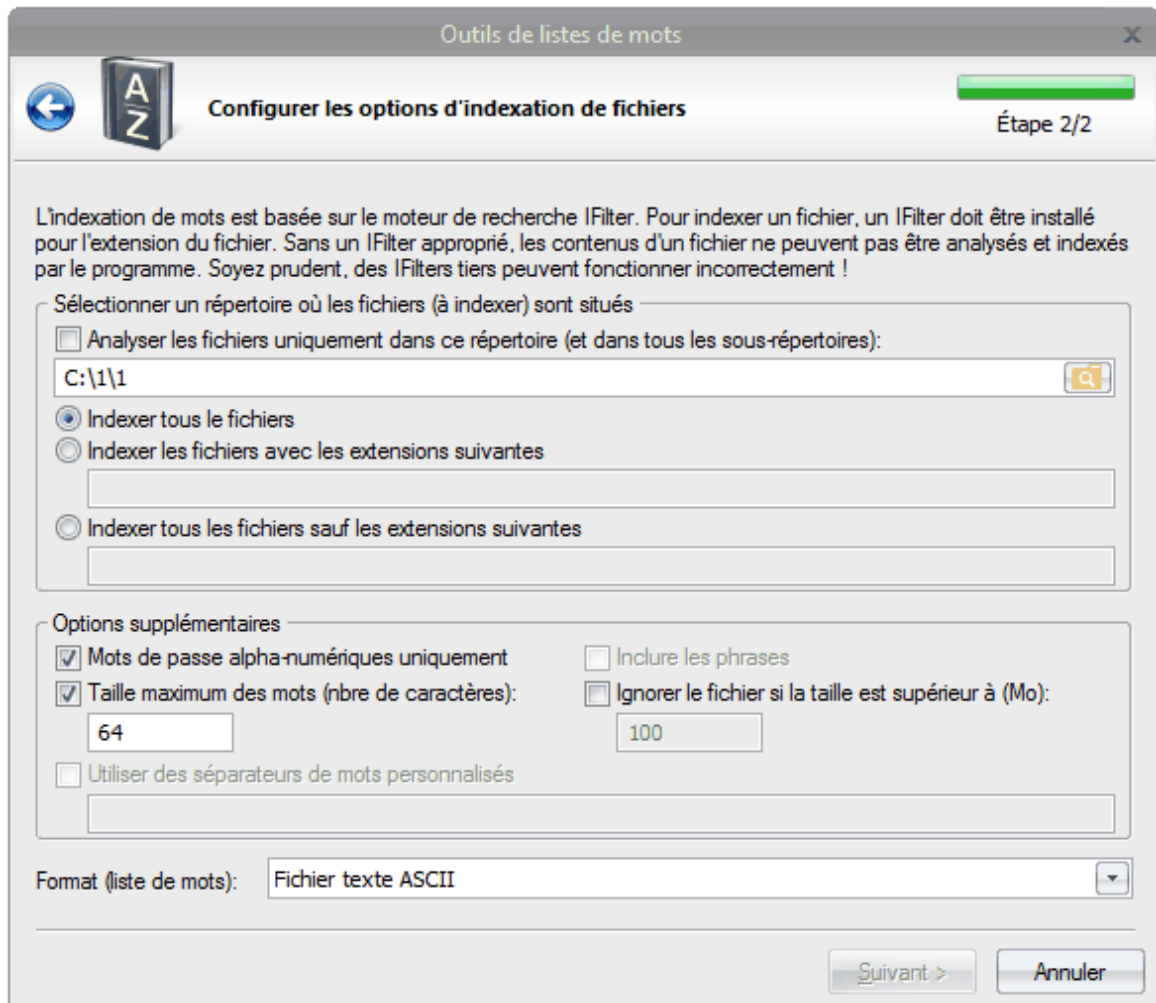 Outils de listes de mots
x
A
Z
Configurer les options d'indexation de fichiers
Étape 2/2
L'indexation de mots est basée sur le moteur de recherche IFilter. Pour indexer un fichier, un IFilter doit être installé
pour l'extension du fichier. Sans un IFilter approprié, les contenus d'un fichier ne peuvent pas être analysés et indexés
par le programme. Soyez prudent, des IFilters tiers peuvent fonctionner incorrectement !
Sélectionner un répertoire où les fichiers (à indexer) sont situés
Analyser les fichiers uniquement dans ce répertoire (et dans tous les sous-répertoires):
C:\1\1
Indexer tous le fichiers
Indexer les fichiers avec les extensions suivantes
Indexer tous les fichiers sauf les extensions suivantes
Options supplémentaires
Mots de passe alpha-numériques uniquement
Inclure les phrases
Taille maximum des mots (nbre de caractères):
Ignorer le fichier si la taille est supérieur à (Mo):
64
100
Utiliser des séparateurs de mots personnalisés
Format (liste de mots):
Fichier texte ASCII
Suivant >
Annuler